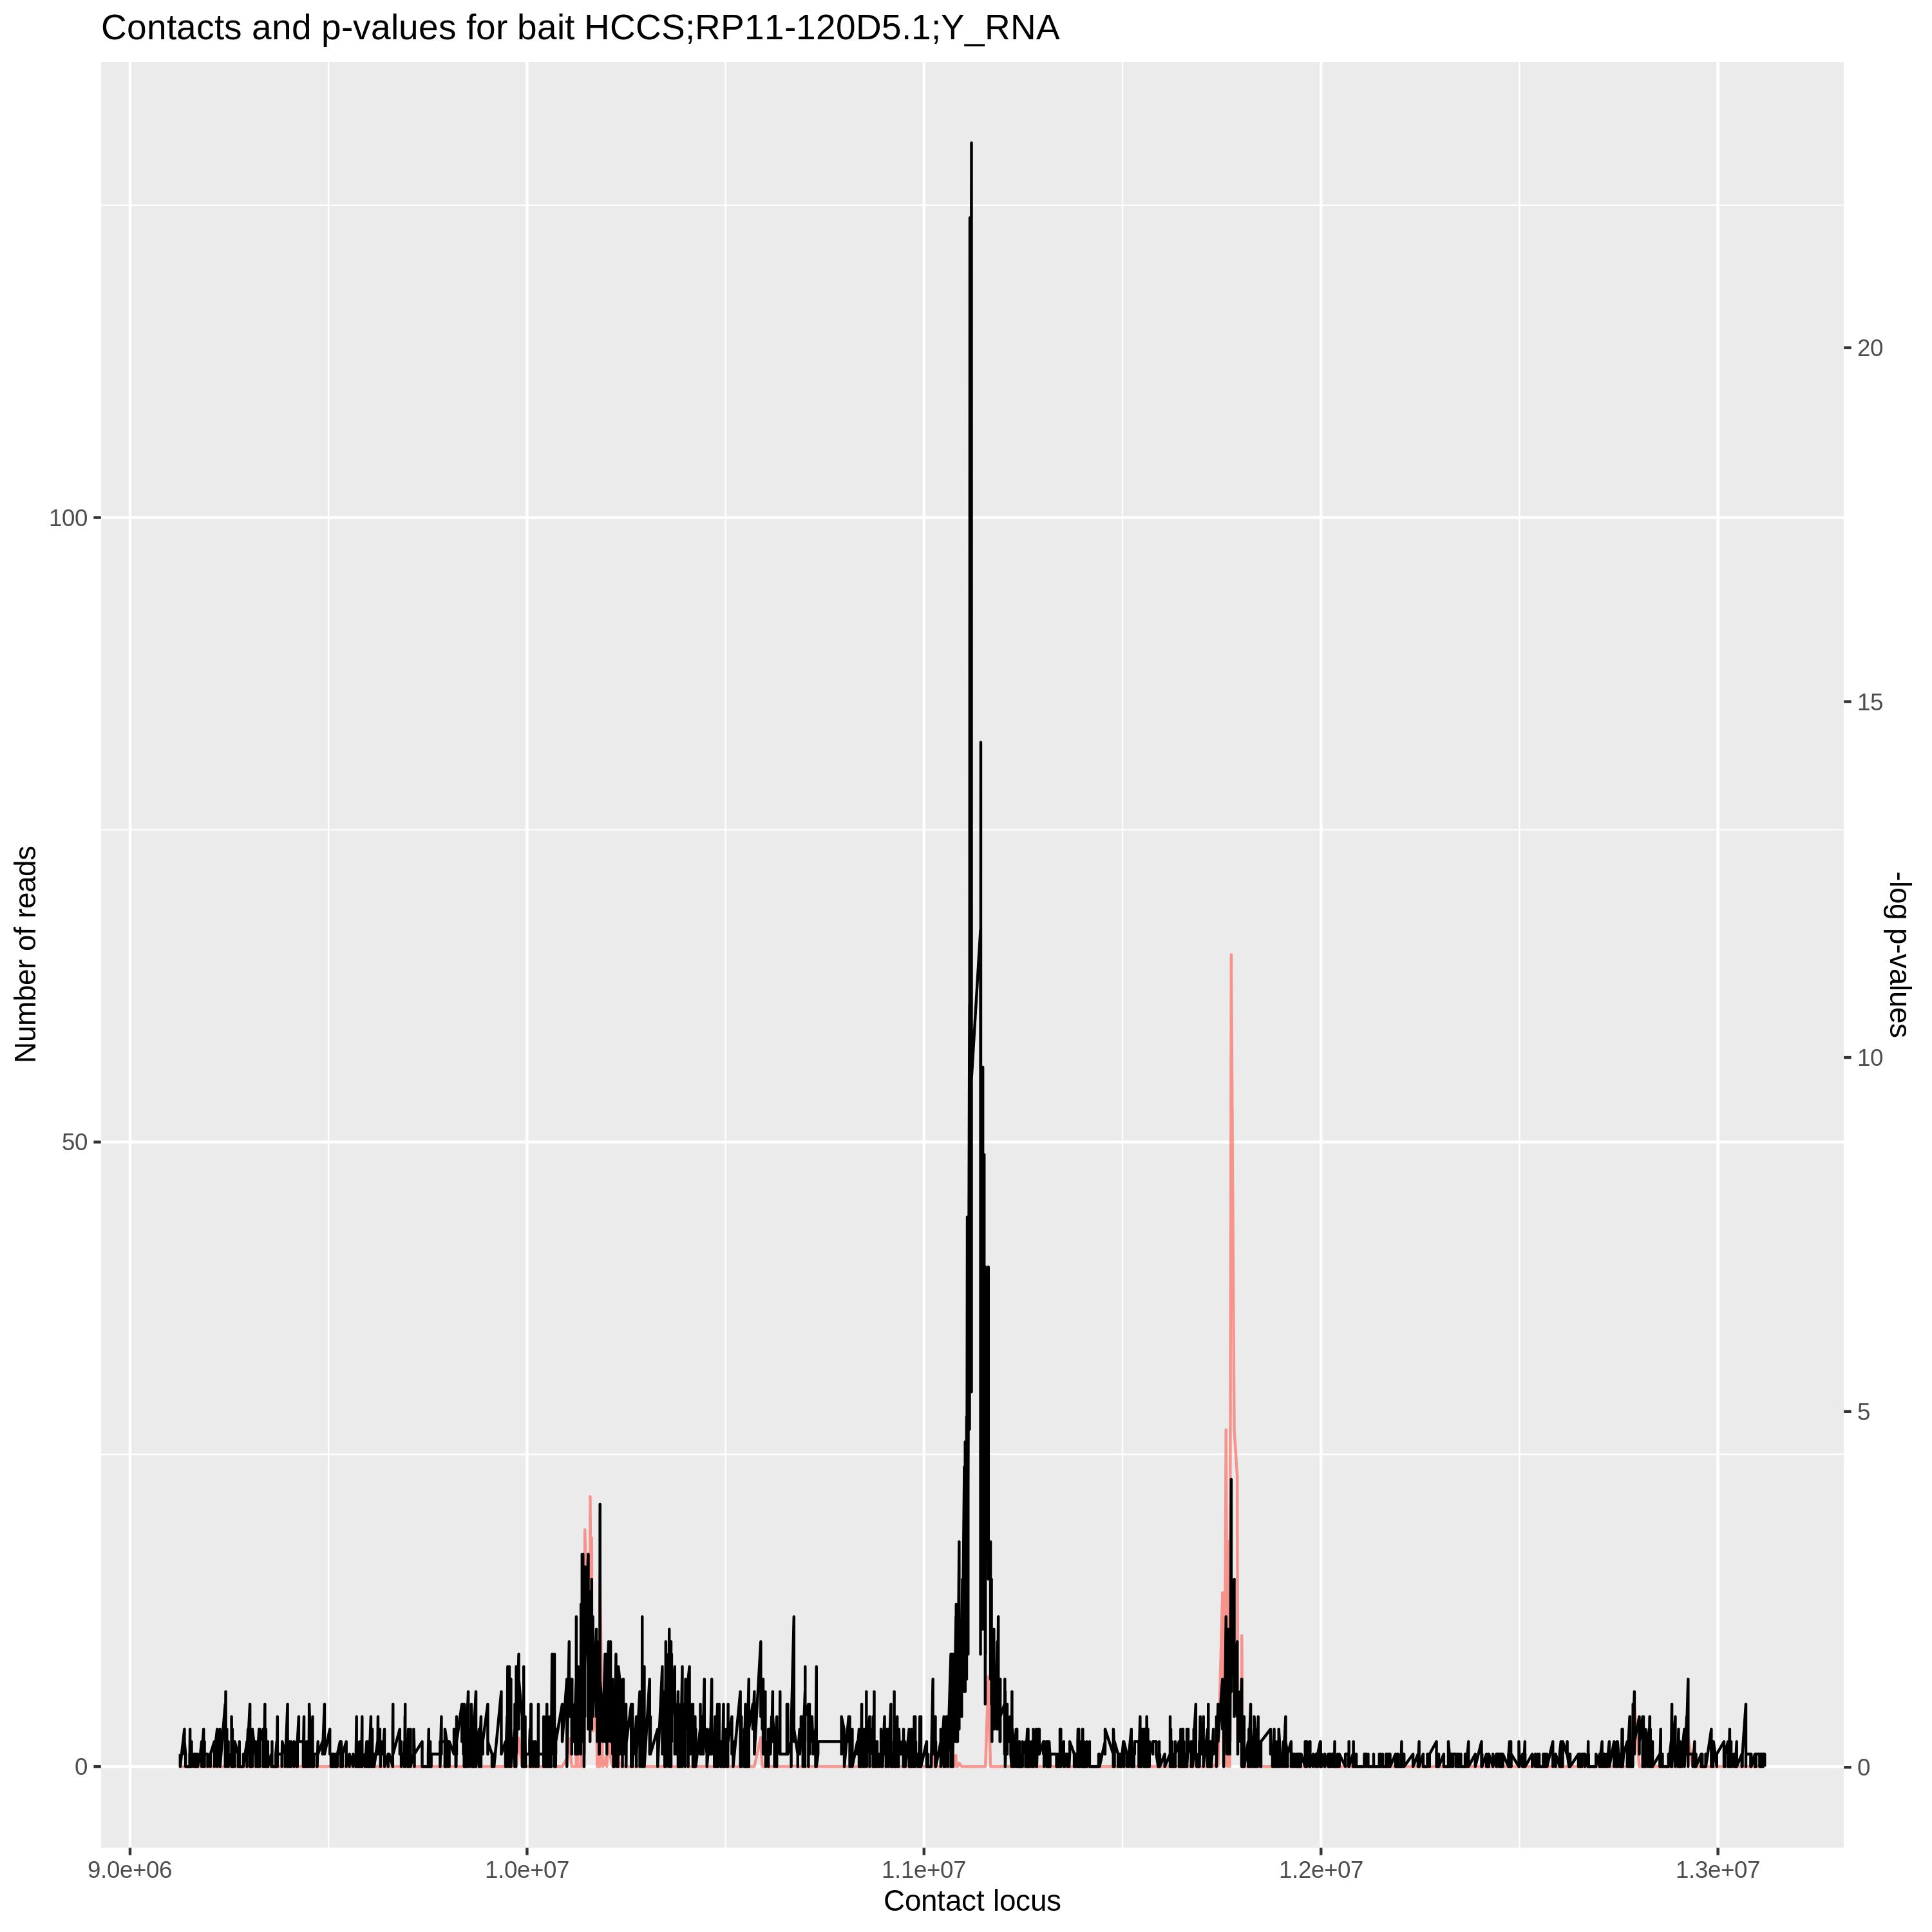 Contacts and p-values for bait HCCS;RP11-120D5.1;Y_RNA
Number of reads
100
50
0
20
15
10
5
0
-log p-values
9.0e+06 1.0e+07 1.1e+07 1.2e+07 1.3e+07
Contact locus